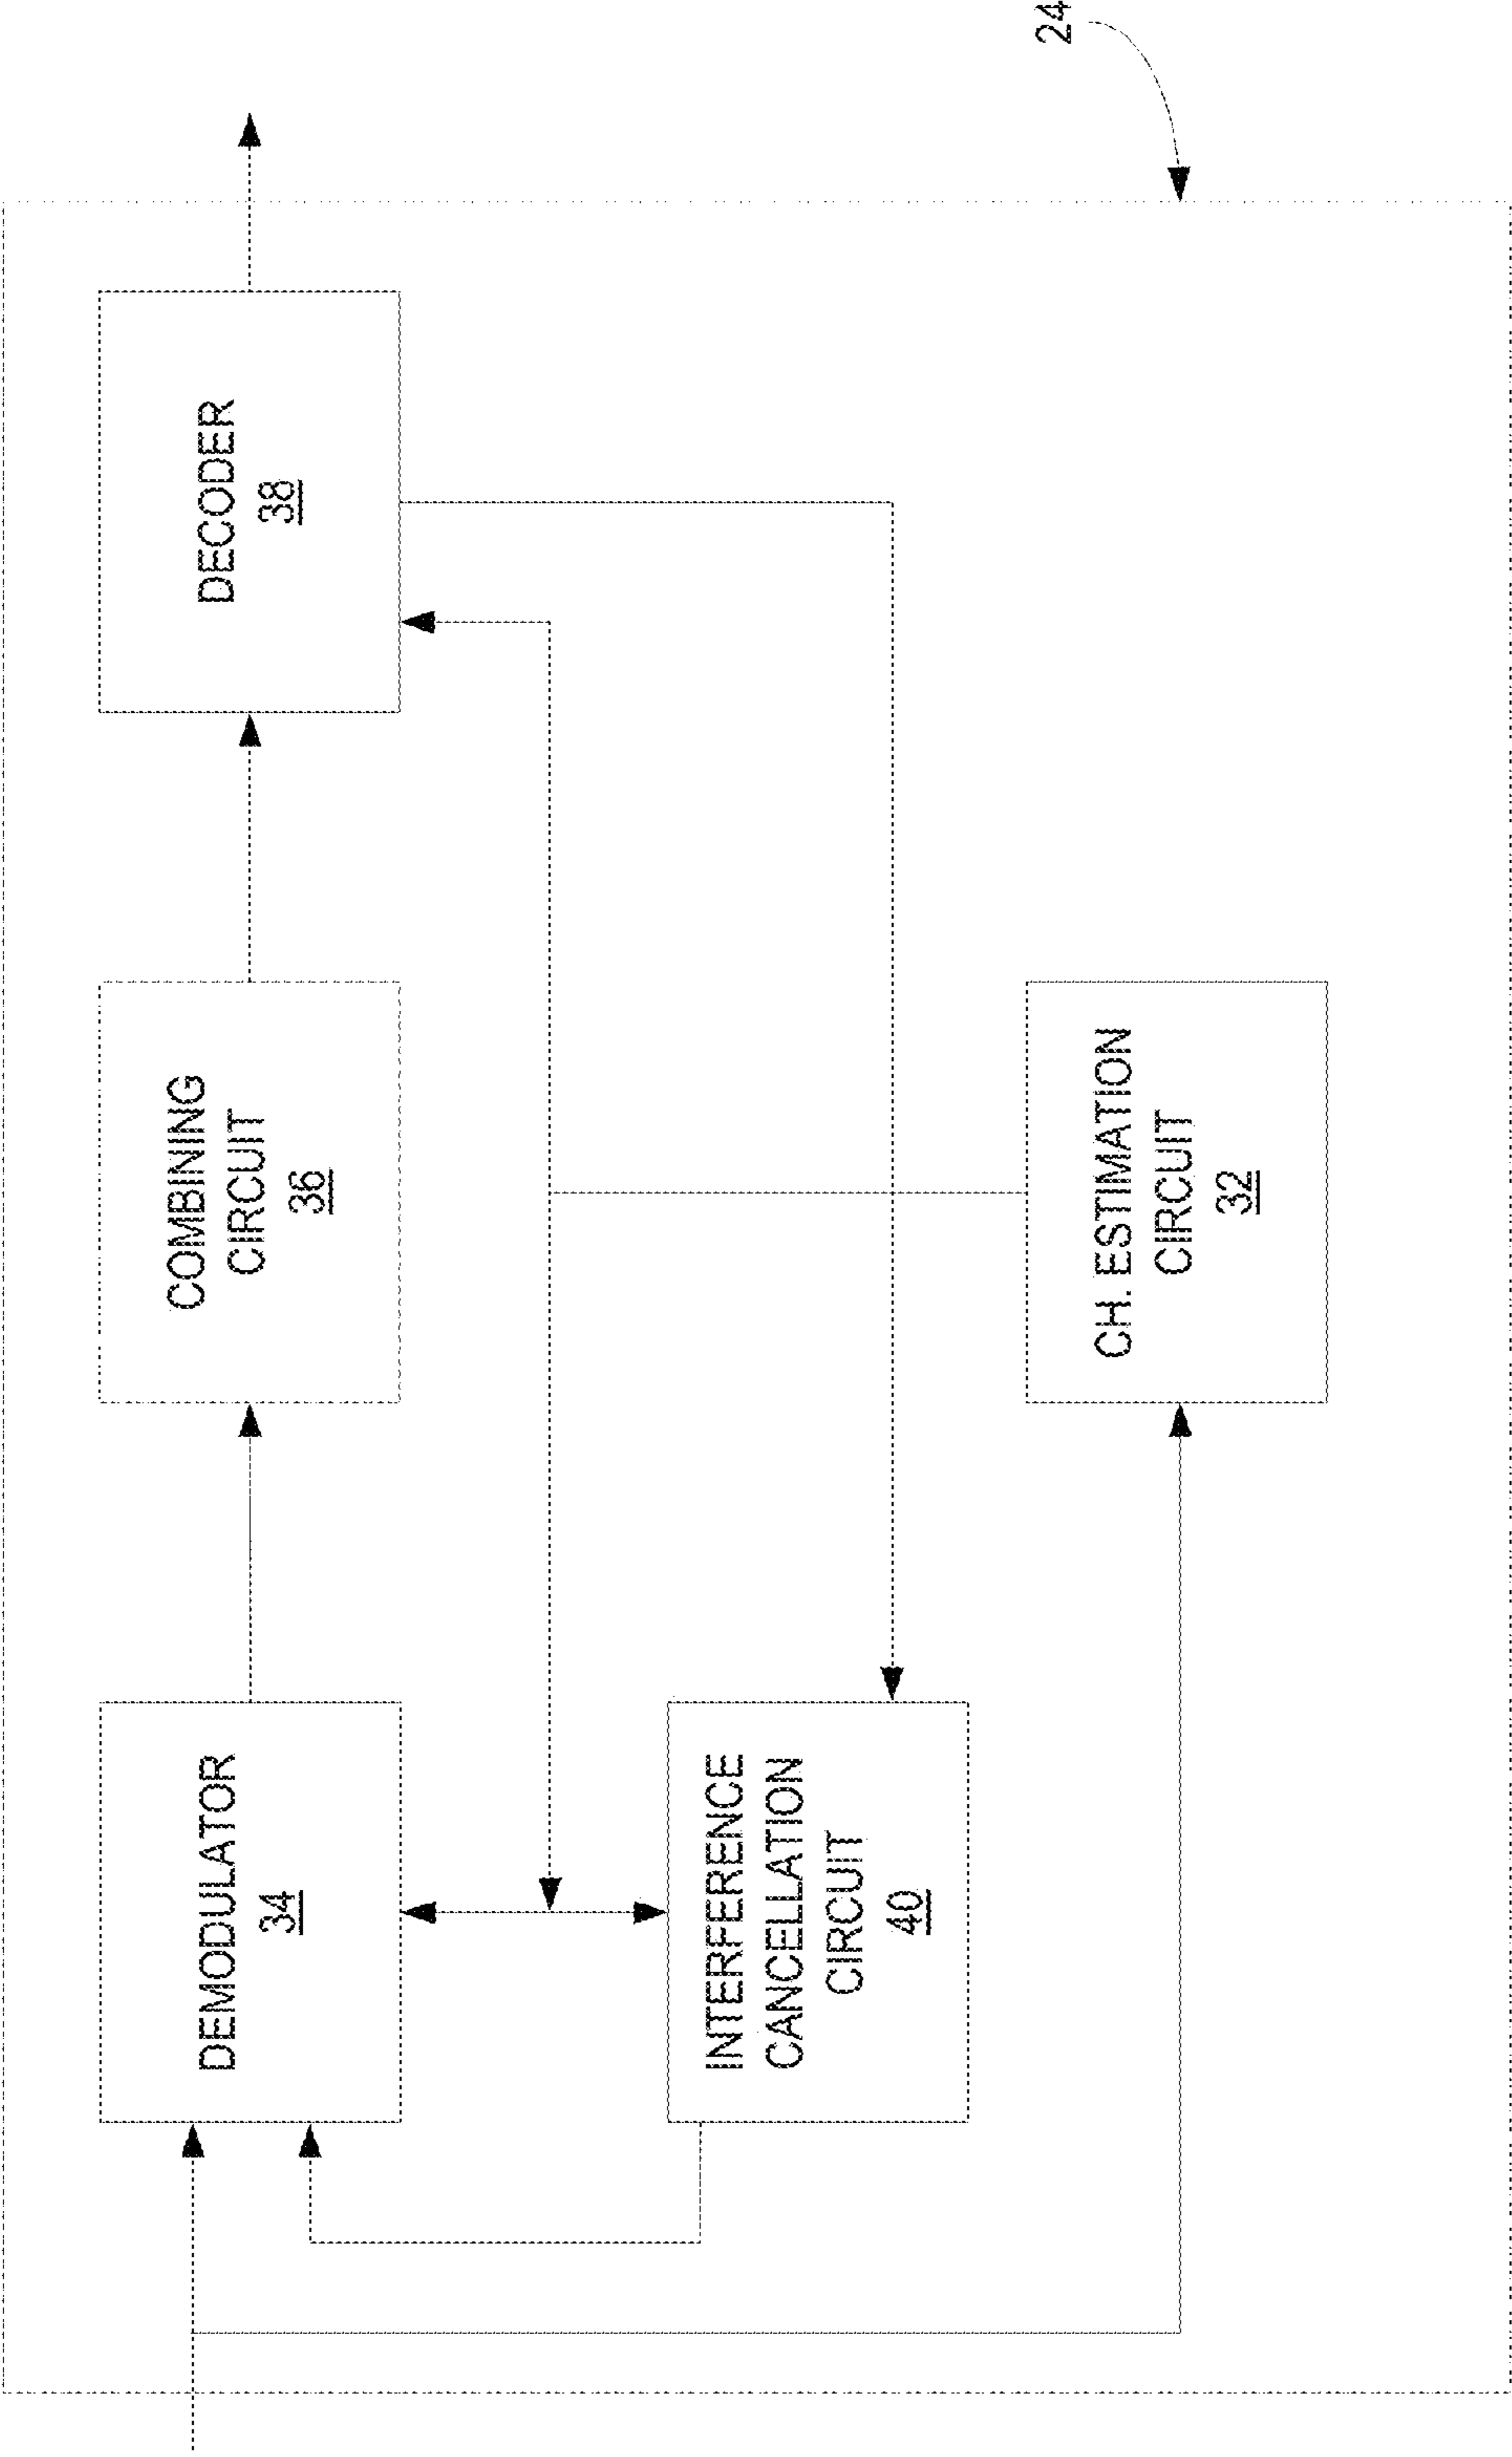 DEMODULATOR
34
COMBINING
CIRCUIT
36
DECODER
38
INTERFERENCE
CANCELLATION
CIRCUIT
40
CH. ESTIMATION
CIRCUIT
32
24